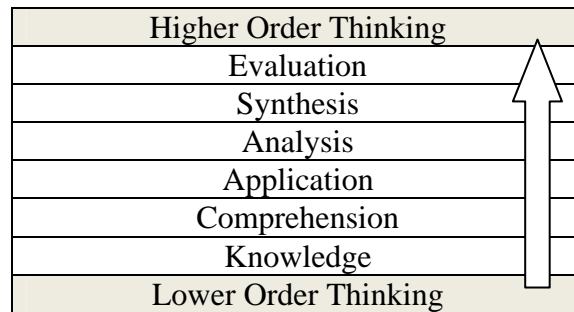 Higher Order Thinking
Evaluation
Synthesis
Analysis
Application
Comprehension
Knowledge
Lower Order Thinking